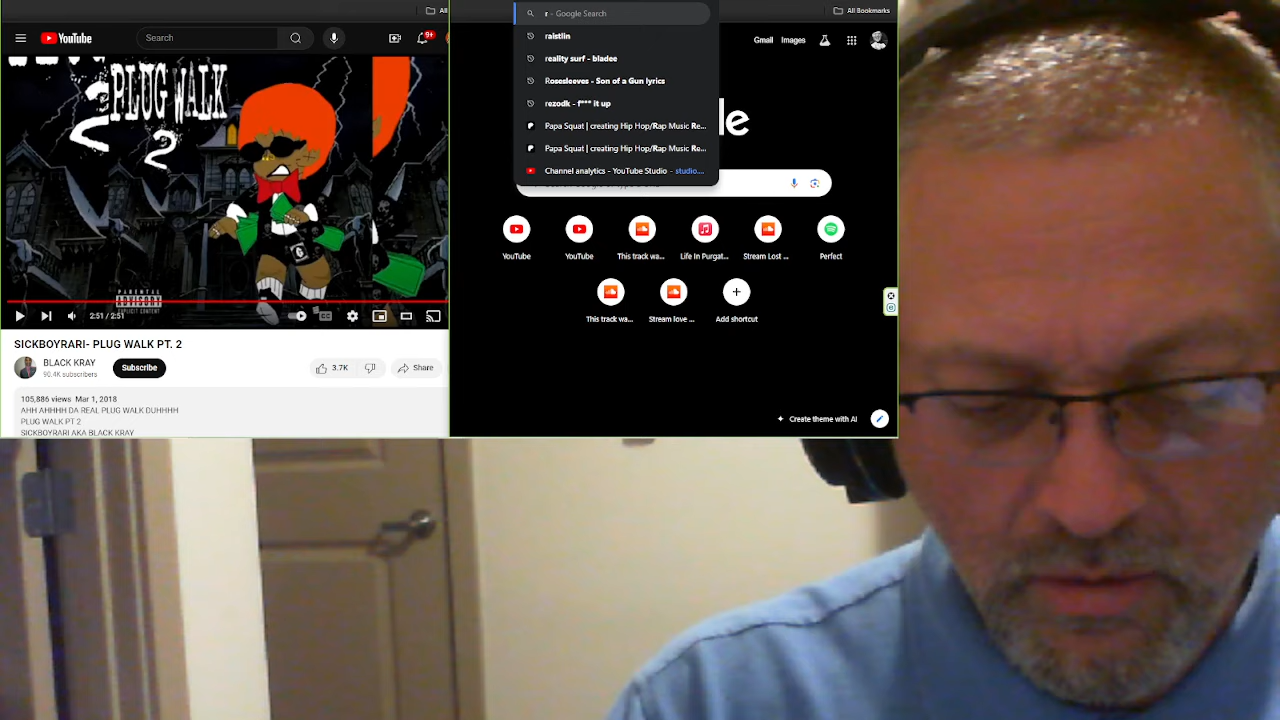 All
YouTube
Search
9+
PLUG WALK
2
PARENTAL
ADVISORY
EXPLICIT CONTENT
2:51 / 2:51
SICKBOYRARI- PLUG WALK PT. 2
BLACK KRAY
90.4K subscribers
Subscribe
3.7K
Share
105,886 views Mar 1, 2018
AHH AHHHH DA REAL PLUG WALK DUHHHH
PLUG WALK PT 2
SICKBOYRARI AKA BLACK KRAY
r - Google Search
raistlin
reality surf - bladee
Rosesleeves - Son of a Gun lyrics
rezodk - f*** it up
Papa Squat | creating Hip Hop/Rap Music Re...
Papa Squat | creating Hip Hop/Rap Music Re...
Channel analytics - YouTube Studio - studio....
All Bookmarks
Gmail Images
le
YouTube
YouTube
This track wa...
Life In Purgat...
Stream Lost ...
Perfect
This track wa...
Stream love ...
Add shortcut
Create theme with AI